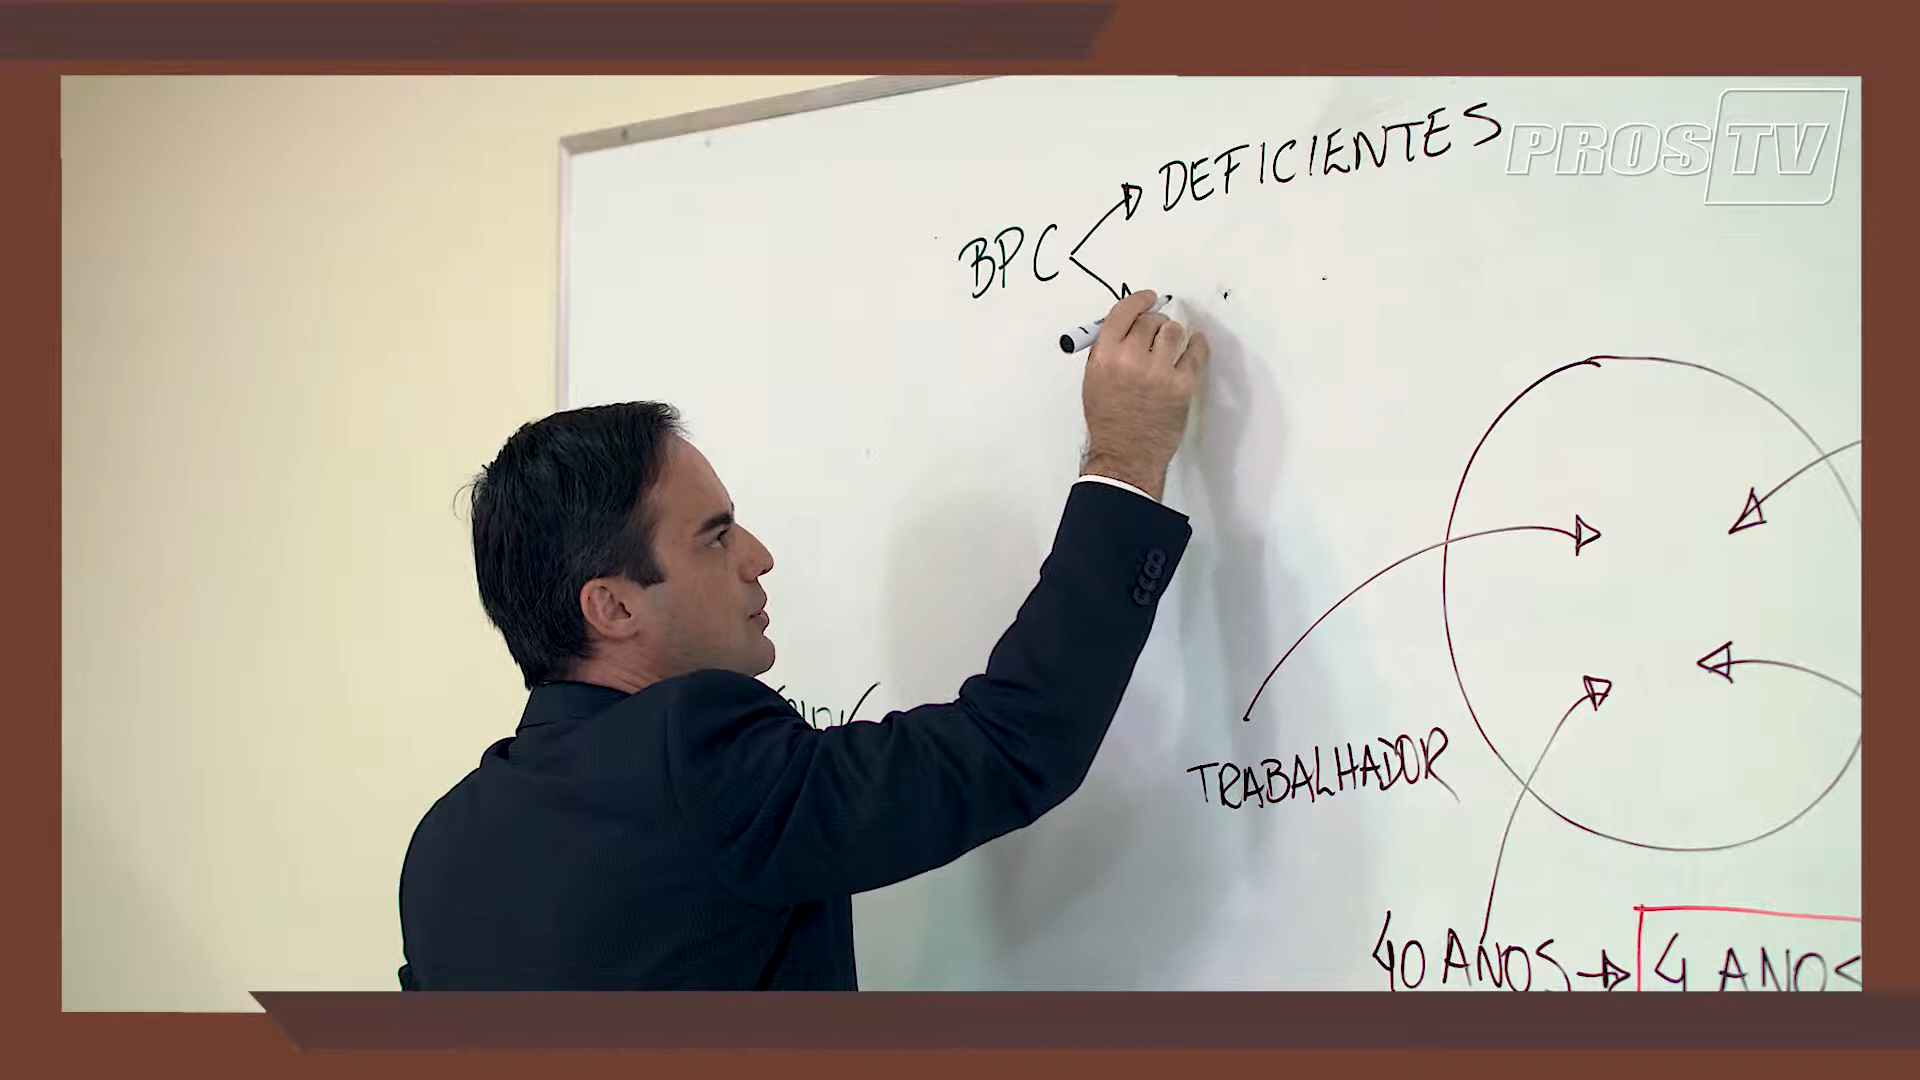 DEFICIENTES
PROS TV
BPC
TRABALHADOR
40 ANOS
4 ANOS